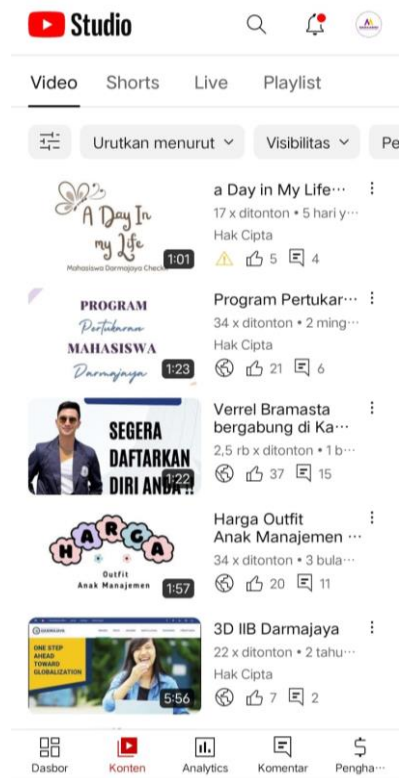 Studio
Video Shorts Live Playlist
Urutkan menurut Visibilitas Pe
A Day In
my Life
Mahasiswa Darmajaya Check
1:01
a Day in My Life...
17 x ditonton • 5 hari y...
Hak Cipta
5 4
PROGRAM
Pertukaran
MAHASISWA
Darmajaya
1:23
Program Pertukar...
34 x ditonton • 2 ming...
Hak Cipta
21 6
SEGERA
DAFTARKAN
DIRI ANDA !!
1:22
Verrel Bramasta
bergabung di Ka...
2,5 rb x ditonton • 1 b...
37 15
HARGA
Outfit
Anak Manajemen
1:57
Harga Outfit
Anak Manajemen ...
34 x ditonton • 3 bula...
20 11
ONE STEP
AHEAD
TOWARD
GLOBALIZATION
5:56
3D IIB Darmajaya
22 x ditonton • 2 tahu...
Hak Cipta
7 2
Dasbor Konten Analytics Komentar Pengha...